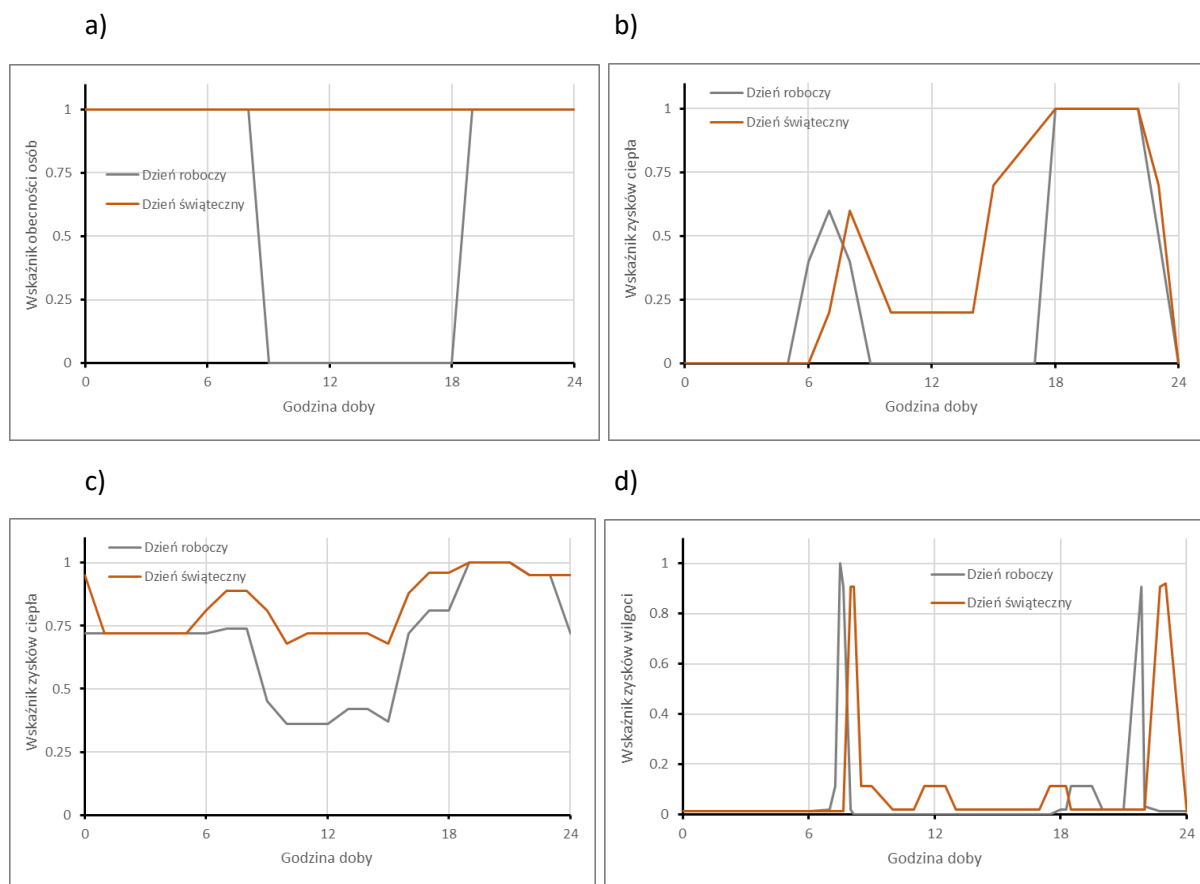 a)
Wskaźnik obecności osób
1
0.75
0.5
0.25
0
Dzień roboczy
Dzień świąteczny
0 6 12 18 24
Godzina doby
b)
Wskaźnik zysków ciepła
1
0.75
0.5
0.25
0
Dzień roboczy
Dzień świąteczny
0 6 12 18 24
Godzina doby
c)
Wskaźnik zysków ciepła
1
0.75
0.5
0.25
0
Dzień roboczy
Dzień świąteczny
0 6 12 18 24
Godzina doby
d)
Wskaźnik zysków wilgoci
1
0.8
0.6
0.4
0.2
0
Dzień roboczy
Dzień świąteczny
0 6 12 18 24
Godzina doby